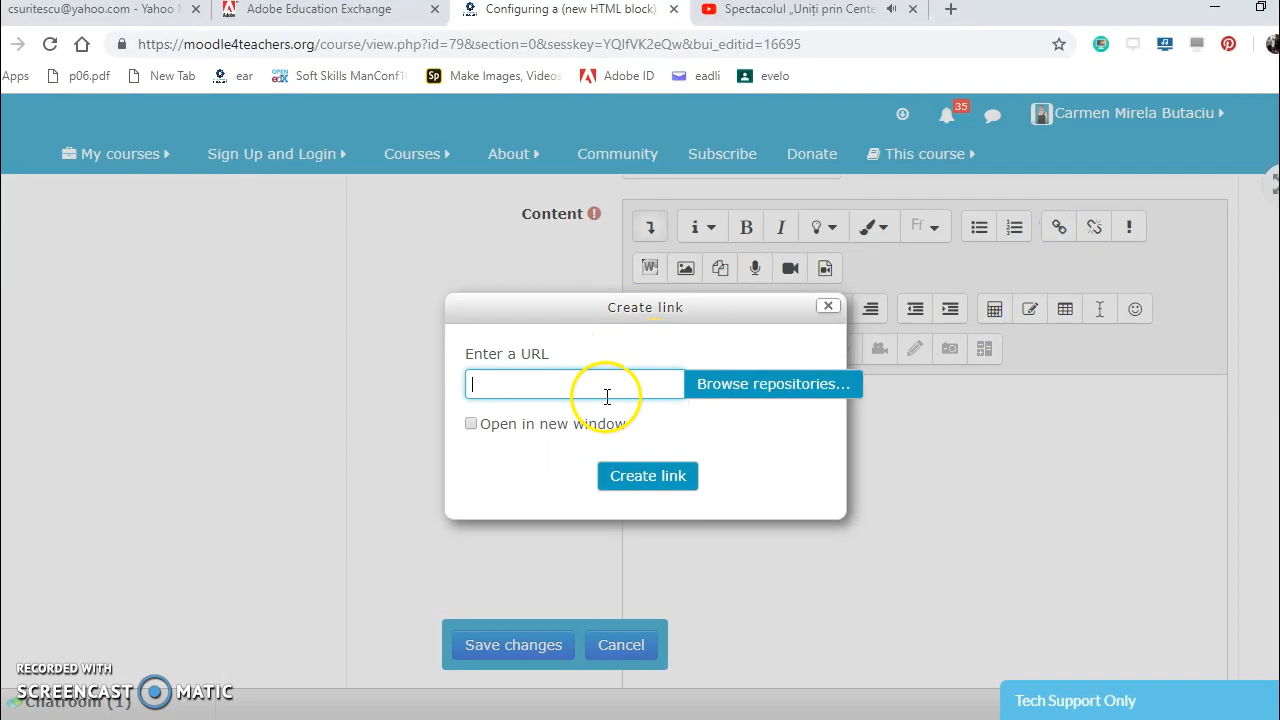 csuritescu@yahoo.com - Yahoo M
Adobe Education Exchange
Configuring a (new HTML block)
Spectacolul „Uniți prin Cente
https://moodle4teachers.org/course/view.php?id=79&section=0&sesskey=YQIfVK2eQw&bui_editid=16695
Apps
p06.pdf
New Tab
ear
Soft Skills ManConf1
Make Images, Videos
Adobe ID
eadli
evelo
35
Carmen Mirela Butaciu
My courses
Sign Up and Login
Courses
About
Community
Subscribe
Donate
This course
Content
Create link
Enter a URL
Browse repositories...
Open in new window
Create link
Save changes
Cancel
RECORDED WITH
SCREENCAST MATIC
Chatroom (1)
Tech Support Only